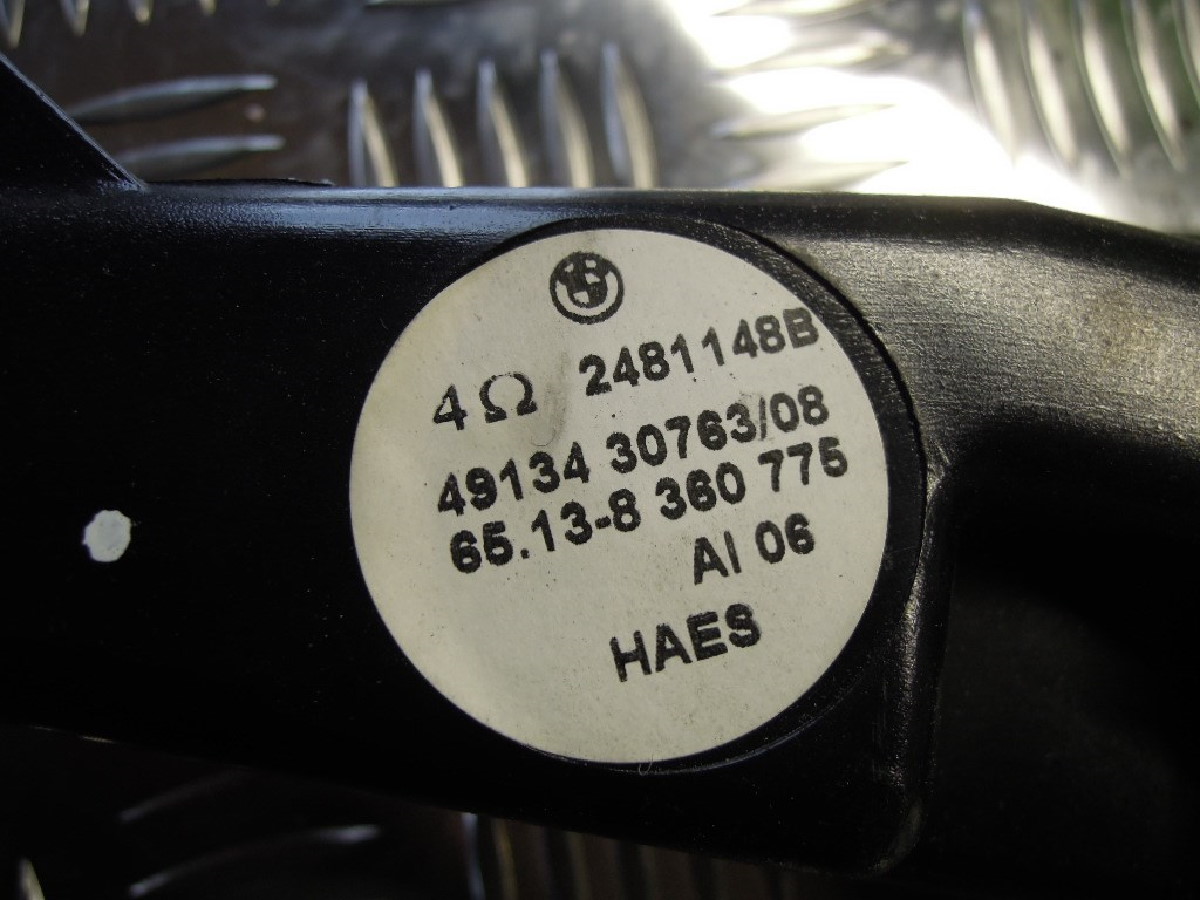 4 Ω 2481148B
49134 30763/08
65.13-8 360 775
AI 06
HAES